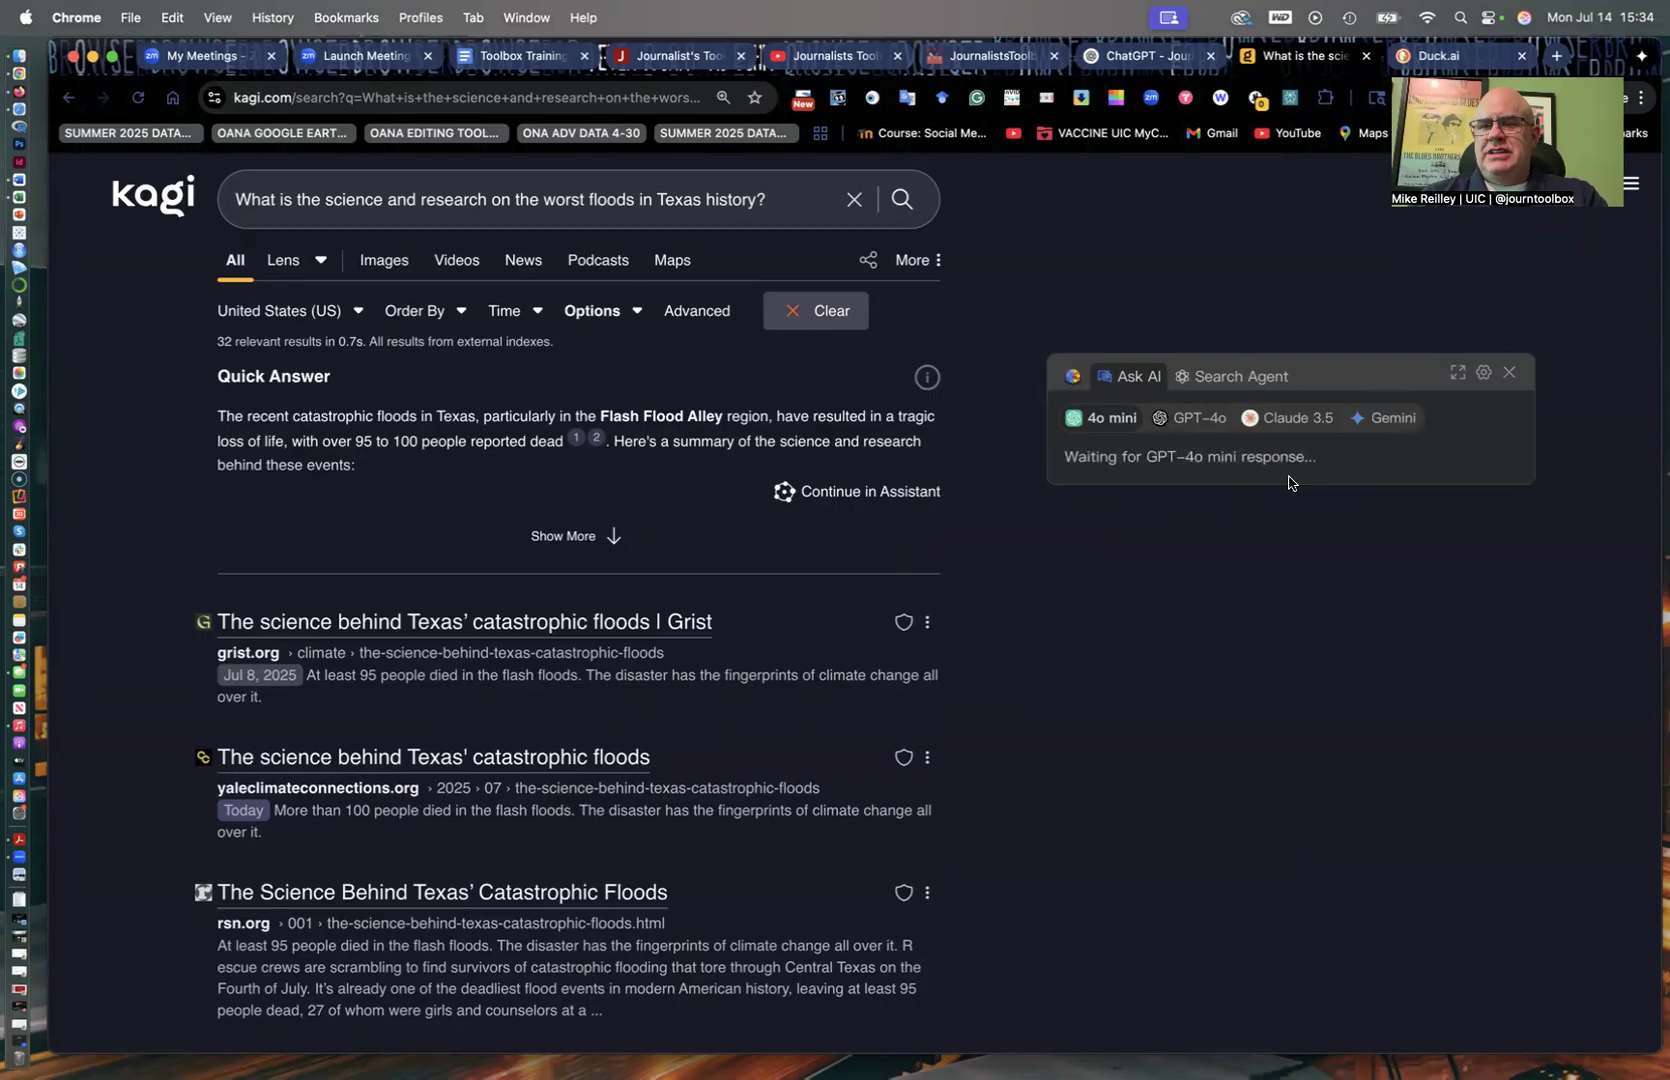 Chrome File Edit View History Bookmarks Profiles Tab Window Help
Mon Jul 14 15:34
My Meetings - Z
Launch Meeting
Toolbox Training
Journalist's Too
Journalists Tool
JournalistsToolb
ChatGPT - Jour
What is the scie
Duck.ai
kagi.com/search?q=What+is+the+science+and+research+on+the+wors...
New
SUMMER 2025 DATA...
OANA GOOGLE EART...
OANA EDITING TOOL...
ONA ADV DATA 4-30
SUMMER 2025 DATA...
Course: Social Me...
VACCINE UIC MyC...
Gmail
YouTube
Maps
THE BLUES BROTHERS
Mike Reilley | UIC | @journtoolbox
kagi
What is the science and research on the worst floods in Texas history?
All Lens Images Videos News Podcasts Maps More
United States (US) Order By Time Options Advanced Clear
32 relevant results in 0.7s. All results from external indexes.
Quick Answer
The recent catastrophic floods in Texas, particularly in the Flash Flood Alley region, have resulted in a tragic
loss of life, with over 95 to 100 people reported dead 1 2 . Here's a summary of the science and research
behind these events:
Continue in Assistant
Show More
The science behind Texas' catastrophic floods | Grist
grist.org › climate › the-science-behind-texas-catastrophic-floods
Jul 8, 2025 At least 95 people died in the flash floods. The disaster has the fingerprints of climate change all
over it.
The science behind Texas' catastrophic floods
yaleclimateconnections.org › 2025 › 07 › the-science-behind-texas-catastrophic-floods
Today More than 100 people died in the flash floods. The disaster has the fingerprints of climate change all
over it.
The Science Behind Texas' Catastrophic Floods
rsn.org › 001 › the-science-behind-texas-catastrophic-floods.html
At least 95 people died in the flash floods. The disaster has the fingerprints of climate change all over it. R
escue crews are scrambling to find survivors of catastrophic flooding that tore through Central Texas on the
Fourth of July. It's already one of the deadliest flood events in modern American history, leaving at least 95
people dead, 27 of whom were girls and counselors at a ...
Ask AI Search Agent
4o mini GPT-4o Claude 3.5 Gemini
Waiting for GPT-4o mini response...